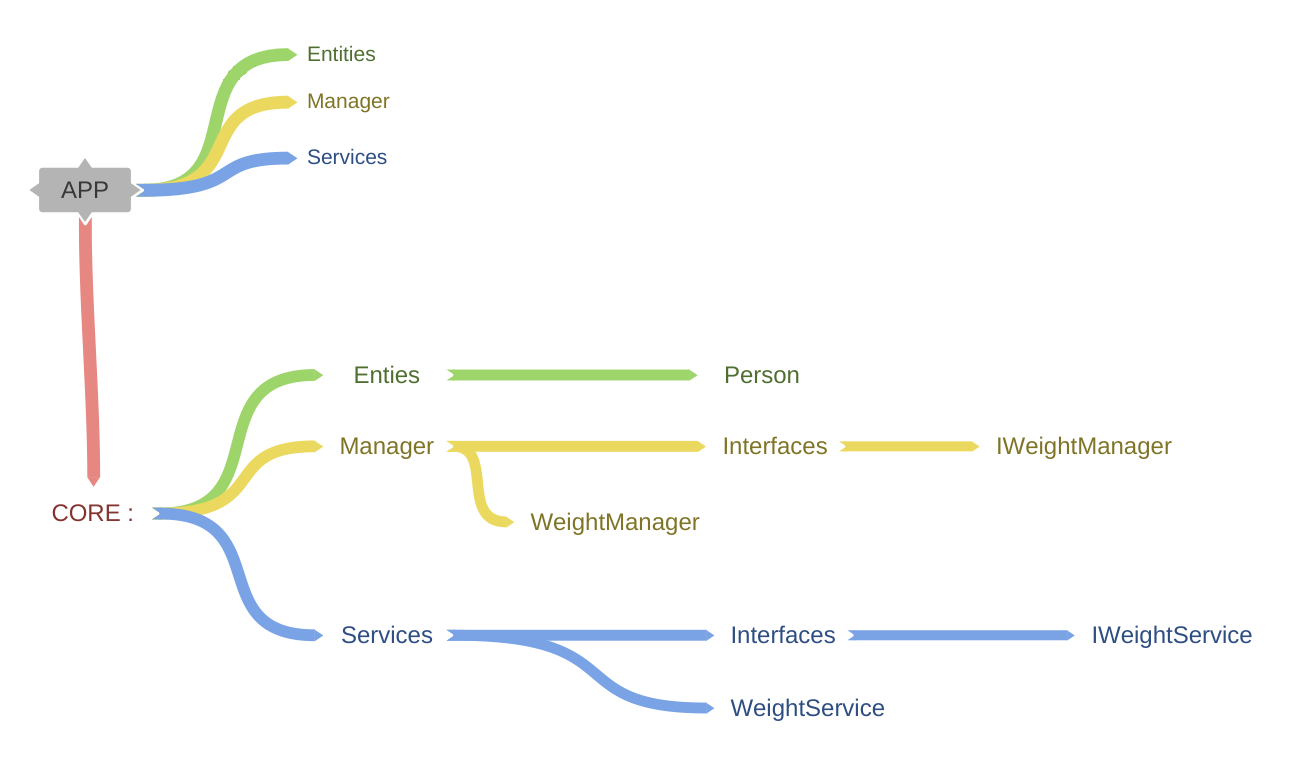 Entities
Manager
Services
APP
Enties
Person
Manager
Interfaces
IWeightManager
CORE :
WeightManager
Services
Interfaces
IWeightService
WeightService